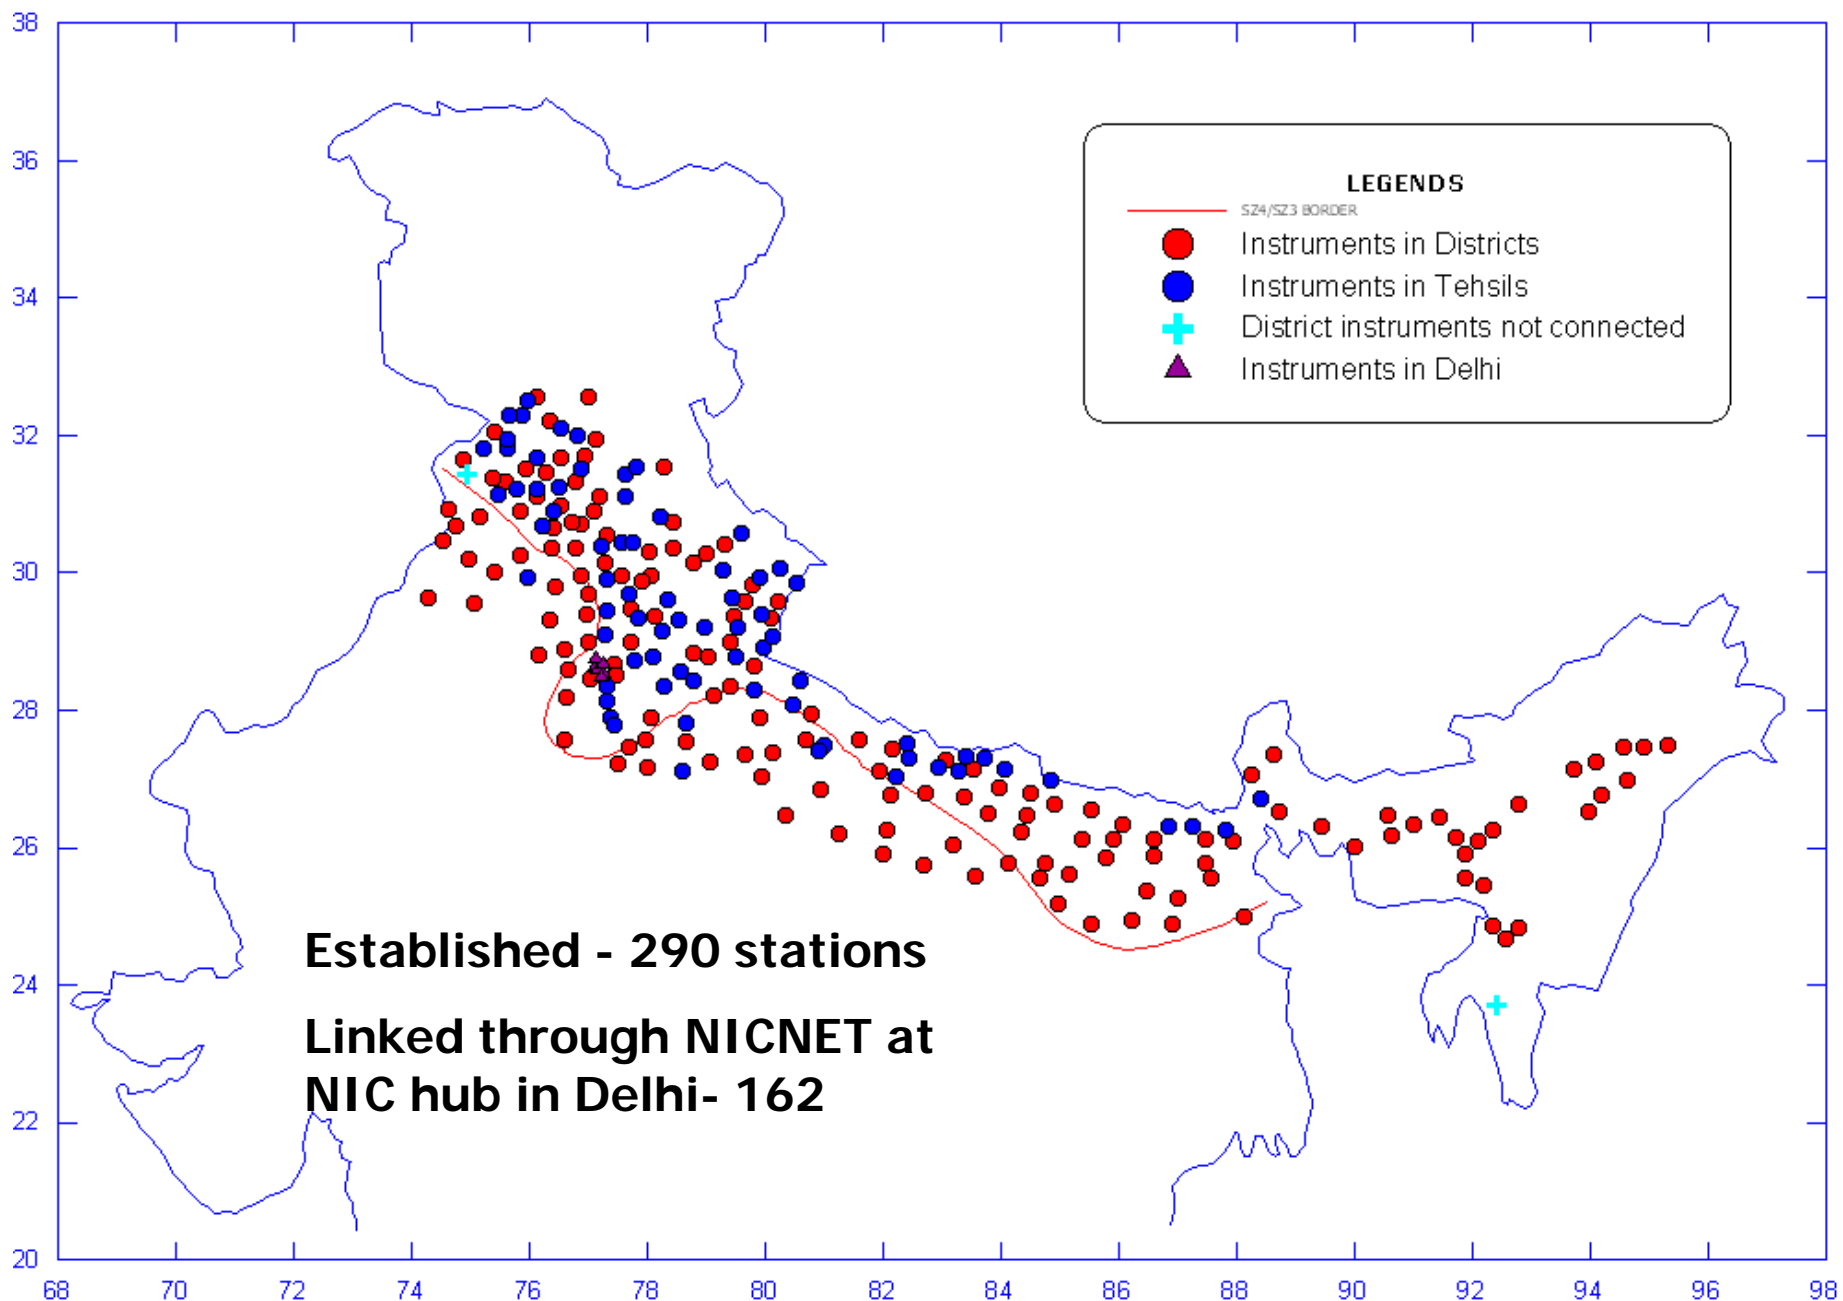 38
36
34
32
30
28
26
24
22
20
68 70 72 74 76 78 80 82 84 86 88 90 92 94 96 98
LEGENDS
SZ4/SZ3 BORDER
Instruments in Districts
Instruments in Tehsils
District instruments not connected
Instruments in Delhi
Established - 290 stations
Linked through NICNET at
NIC hub in Delhi- 162